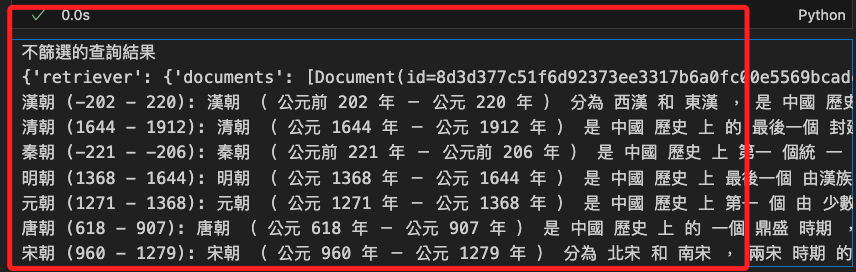 0.0s
Python
不篩選的查詢結果
{'retriever': {'documents': [Document(id=8d3d377c51f6d92373ee3317b6a0fc00e5569bcad
漢朝 (-202 - 220): 漢朝 ( 公元前 202 年 － 公元 220 年 ) 分為 西漢 和 東漢 ， 是 中國 歷史
清朝 (1644 - 1912): 清朝 ( 公元 1644 年 － 公元 1912 年 ) 是 中國 歷史 上 的 最後一個 封建
秦朝 (-221 - -206): 秦朝 ( 公元前 221 年 － 公元前 206 年 ) 是 中國 歷史 上 第一 個統 一
明朝 (1368 - 1644): 明朝 ( 公元 1368 年 － 公元 1644 年 ) 是 中國 歷史 上 最後一個 由漢族
元朝 (1271 - 1368): 元朝 ( 公元 1271 年 － 公元 1368 年 ) 是 中國 歷史 上 第一 個 由 少數
唐朝 (618 - 907): 唐朝 ( 公元 618 年 － 公元 907 年 ) 是 中國 歷史 上 的 一個 鼎盛 時期 ，
宋朝 (960 - 1279): 宋朝 ( 公元 960 年 － 公元 1279 年 ) 分為 北宋 和 南宋 ， 兩宋 時期 的